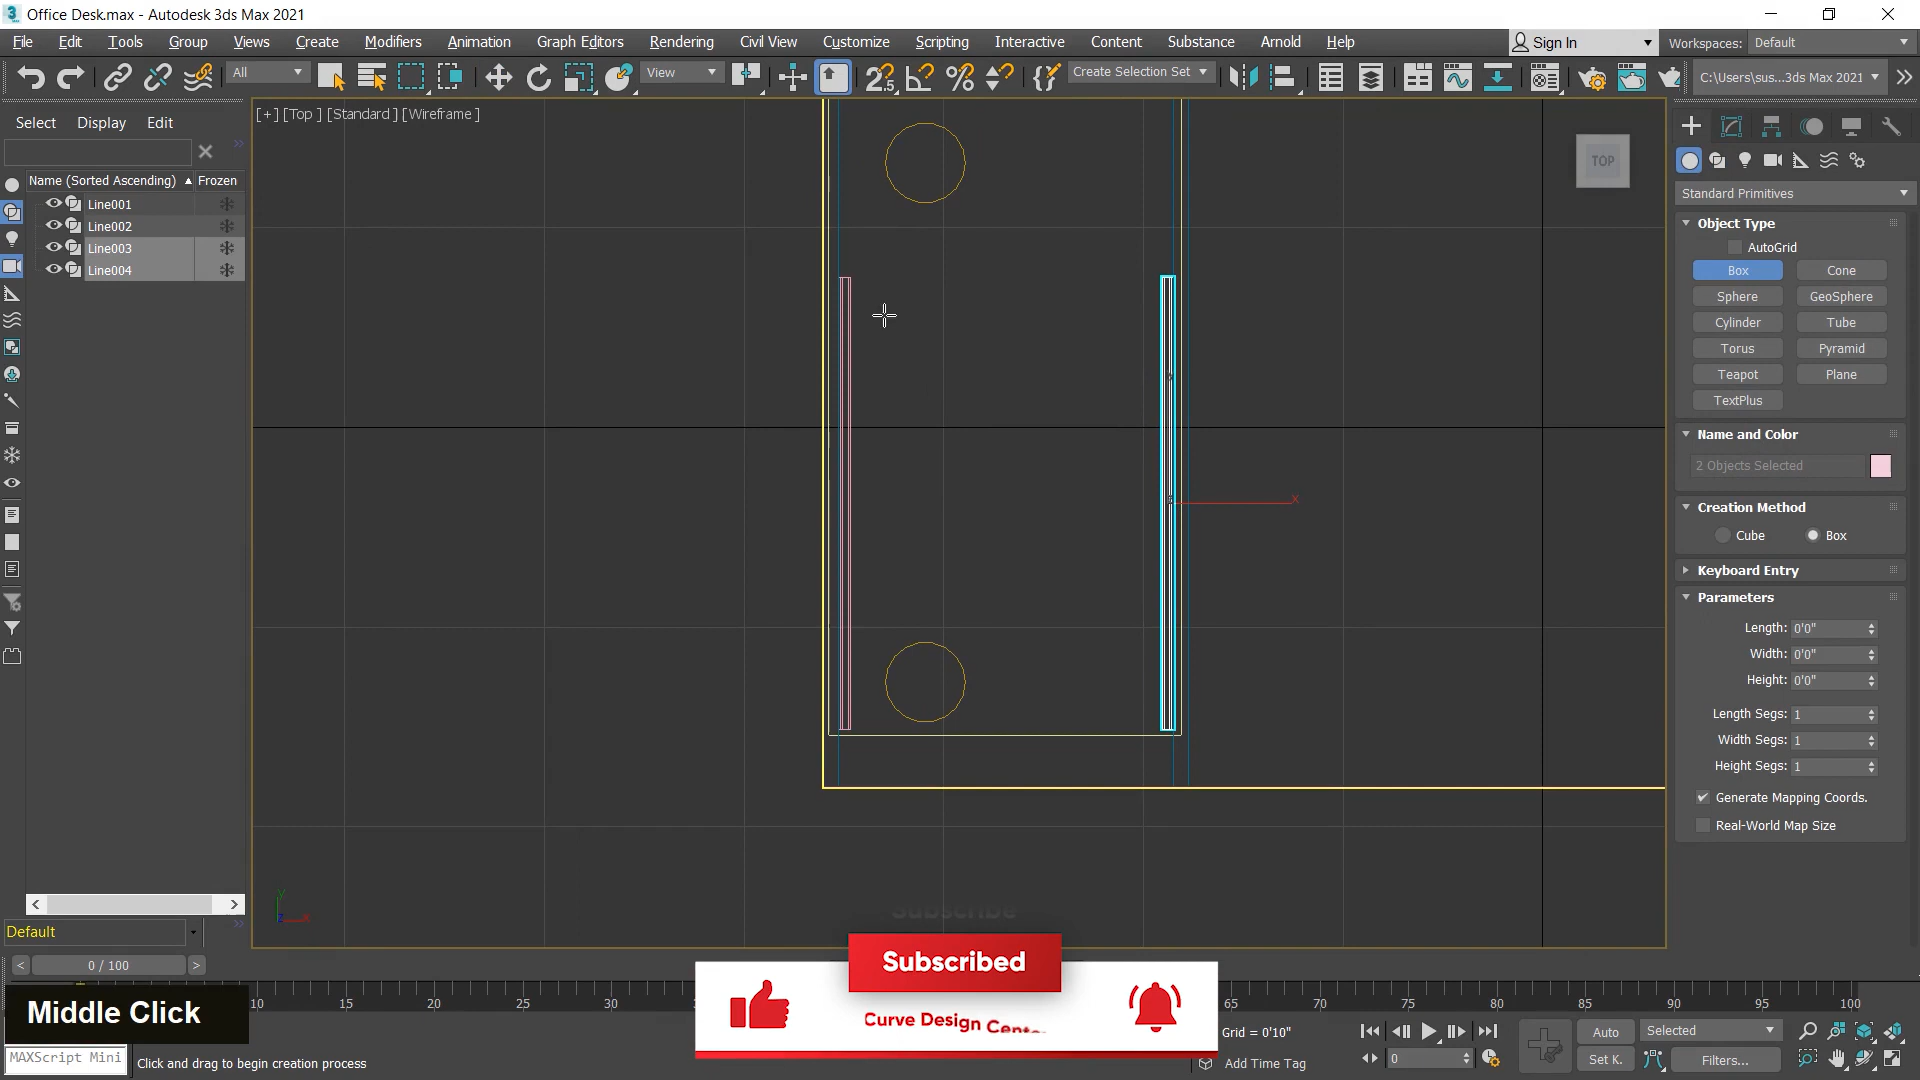 Office Desk.max - Autodesk 3ds Max 2021
File Edit Tools Group Views Create Modifiers Animation Graph Editors Rendering Civil View Customize Scripting Interactive Content Substance Arnold Help Sign In Workspaces: Default
All View Create Selection Set C:\Users\sus...3ds Max 2021
Select Display Edit
[+] [Top ] [Standard ] [Wireframe ]
TOP
Name (Sorted Ascending) Frozen
Line001
Line002
Line003
Line004
Standard Primitives
Object Type
AutoGrid
Box Cone
Sphere GeoSphere
Cylinder Tube
Torus Pyramid
Teapot Plane
TextPlus
Name and Color
2 Objects Selected
Creation Method
Cube Box
Keyboard Entry
Parameters
Length: 0'0"
Width: 0'0"
Height: 0'0"
Length Segs: 1
Width Segs: 1
Height Segs: 1
Generate Mapping Coords.
Real-World Map Size
x
Default
0 / 100
Subscribe
Subscribed
Curve Design Cente
10 15 20 25 30 65 70 75 80 85 90 95 100
Middle Click
Grid = 0'10"
Auto Selected
MAXScript Mini
Click and drag to begin creation process
Add Time Tag
0
Set K. Filters...